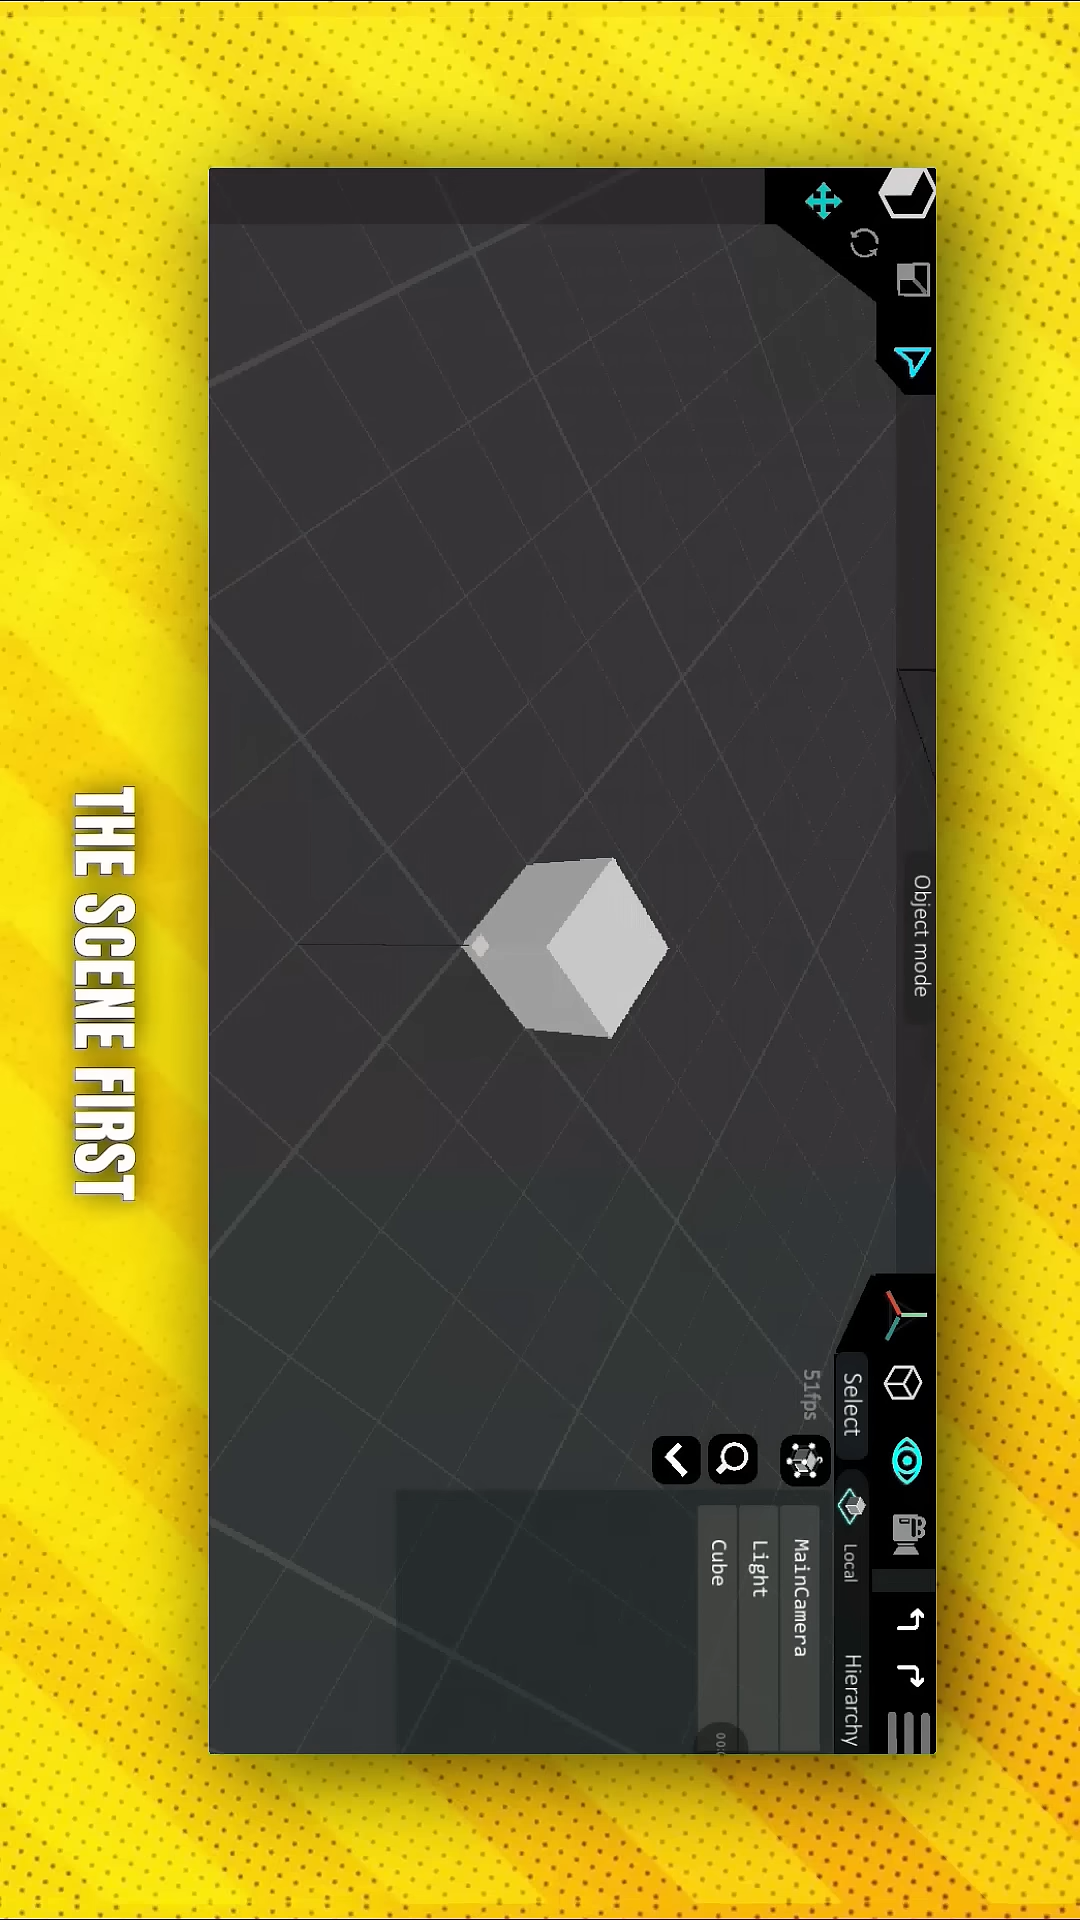 Object mode
Select
Local
Hierarchy
51fps
MainCamera
Light
Cube
THE SCENE FIRST